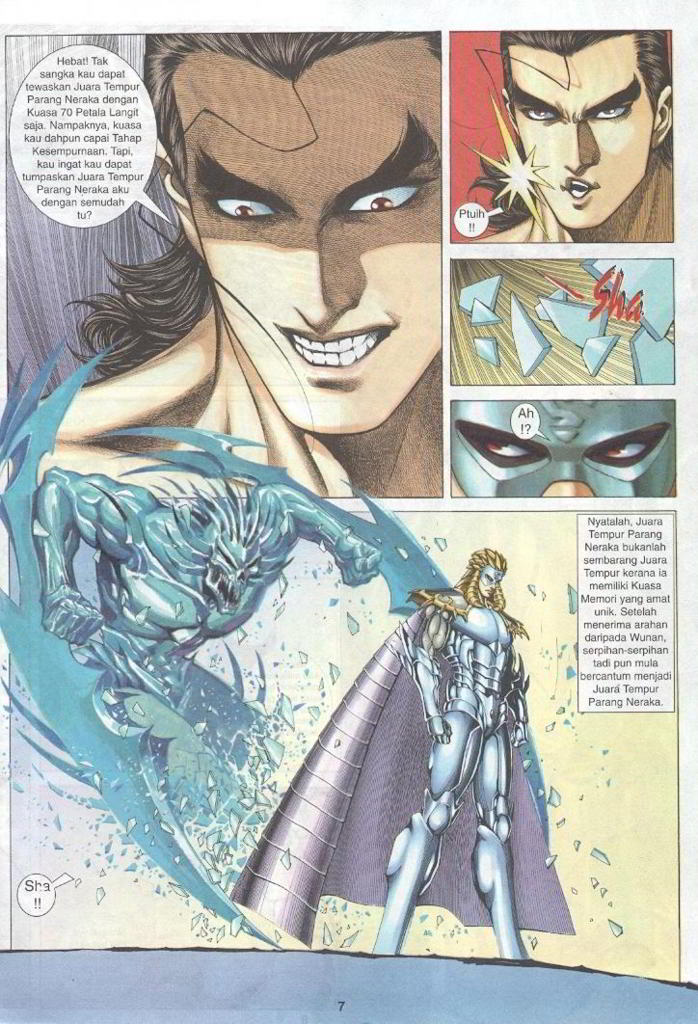 Hebat! Tak
sangka kau dapat
tewaskan Juara Tempur
Parang Neraka dengan
Kuasa 70 Petala Langit
saja. Nampaknya, kuasa
kau dahpun capai Tahap
Kesempurnaan. Tapi,
kau ingat kau dapat
tumpaskan Juara Tempur
Parang Neraka aku
dengan semudah
tu?
Ptuih
!!
Sha
Ah
!?
Nyatalah, Juara
Tempur Parang
Neraka bukanlah
sembarang Juara
Tempur kerana ia
memiliki Kuasa
Memori yang amat
unik. Setelah
menerima arahan
daripada Wunan,
serpihan-serpihan
tadi pun mula
bercantum menjadi
Juara Tempur
Parang Neraka.
Sha
!!
7